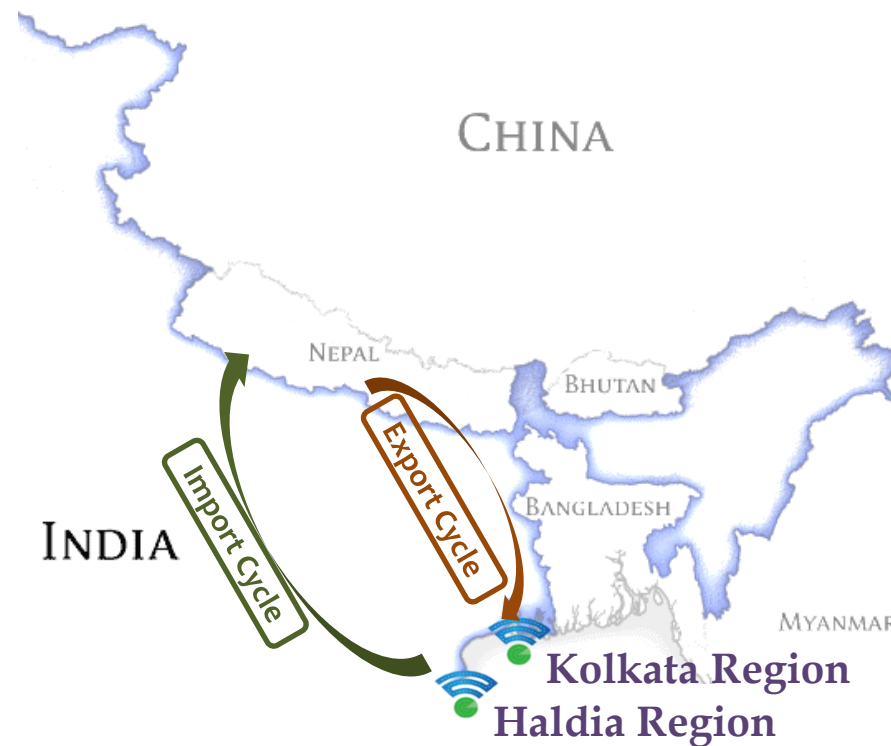 CHINA
NEPAL
BHUTAN
Export Cycle
Import Cycle
BANGLADESH
INDIA
MYANMAR
Kolkata Region
Haldia Region